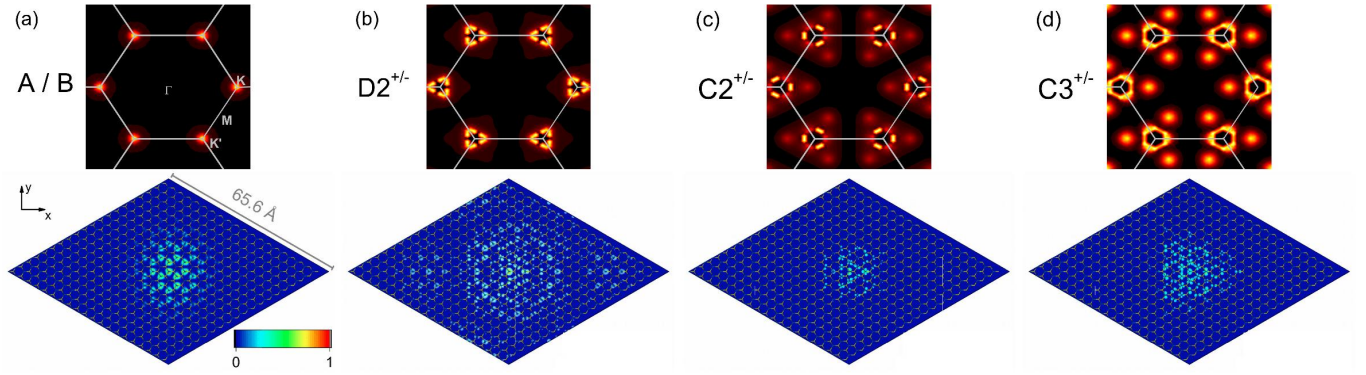 (a)
A / B
Γ
K
M
K'
(b)
D2+/-
(c)
C2+/-
(d)
C3+/-
y
x
65.6 Å
0
1